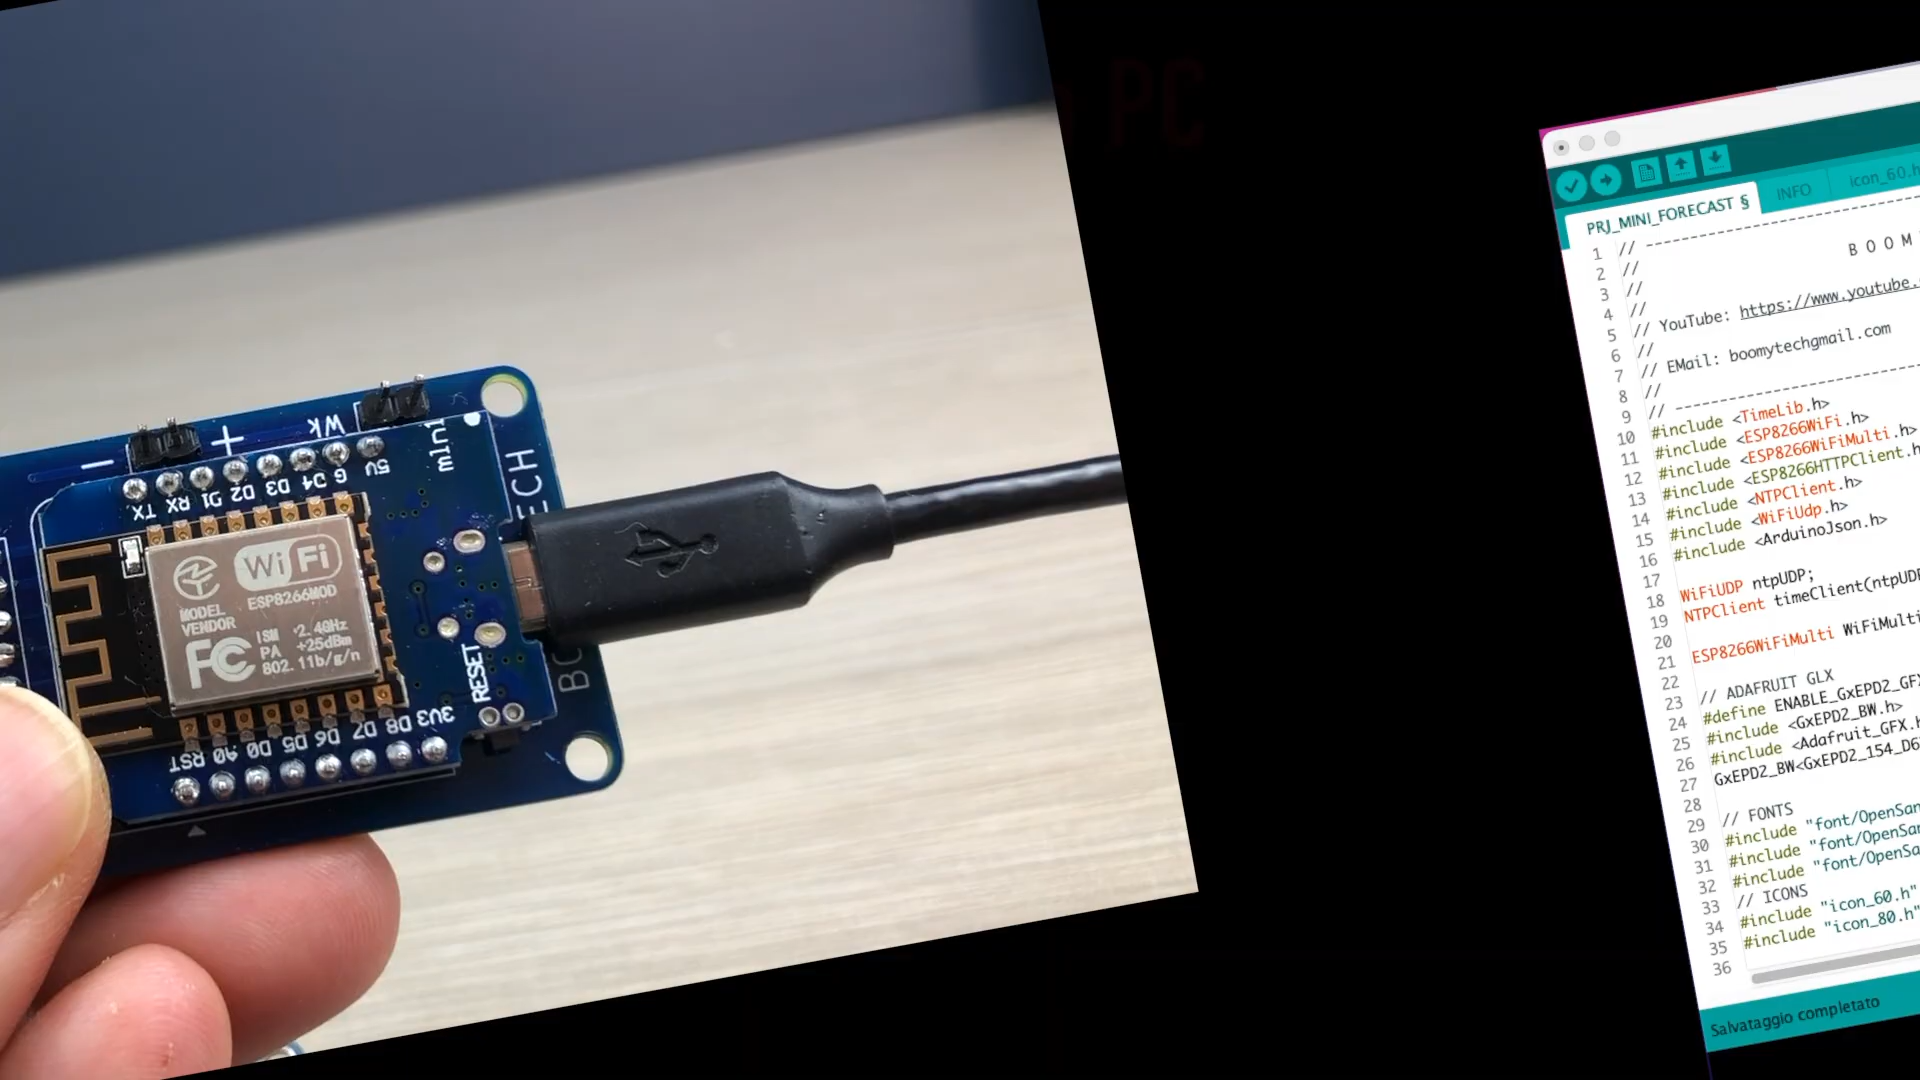 PC
Wk
TX RX D1 D2 D3 D4 G 5V
mini
WiFi
ESP8266MOD
MODEL
VENDOR
ISM 2.4GHz
PA +25dBm
802.11b/g/n
FC
RESET
RST A0 D0 D5 D6 D7 D8 3V3
PRJ_MINI_FORECAST §
INFO
icon_60.h
1 // 
2 // B O O M
3 //
4 //
5 // YouTube: https://www.youtube.
6 //
7 // EMail: boomytechgmail.com
8 //
9 // 
10 #include <TimeLib.h>
11 #include <ESP8266WiFi.h>
12 #include <ESP8266WiFiMulti.h>
13 #include <ESP8266HTTPClient.h
14 #include <NTPClient.h>
15 #include <WiFiUdp.h>
16 #include <ArduinoJson.h>
17
18 WiFiUDP ntpUDP;
19 NTPClient timeClient(ntpUDP
20
21 ESP8266WiFiMulti WiFiMulti
22
23 // ADAFRUIT GLX
24 #define ENABLE_GxEPD2_GFX
25 #include <GxEPD2_BW.h>
26 #include <Adafruit_GFX.h
27 GxEPD2_BW<GxEPD2_154_D6
28
29 // FONTS
30 #include "font/OpenSan
31 #include "font/OpenSan
32 #include "font/OpenSa
33 // ICONS
34 #include "icon_60.h"
35 #include "icon_80.h"
36
Salvataggio completato